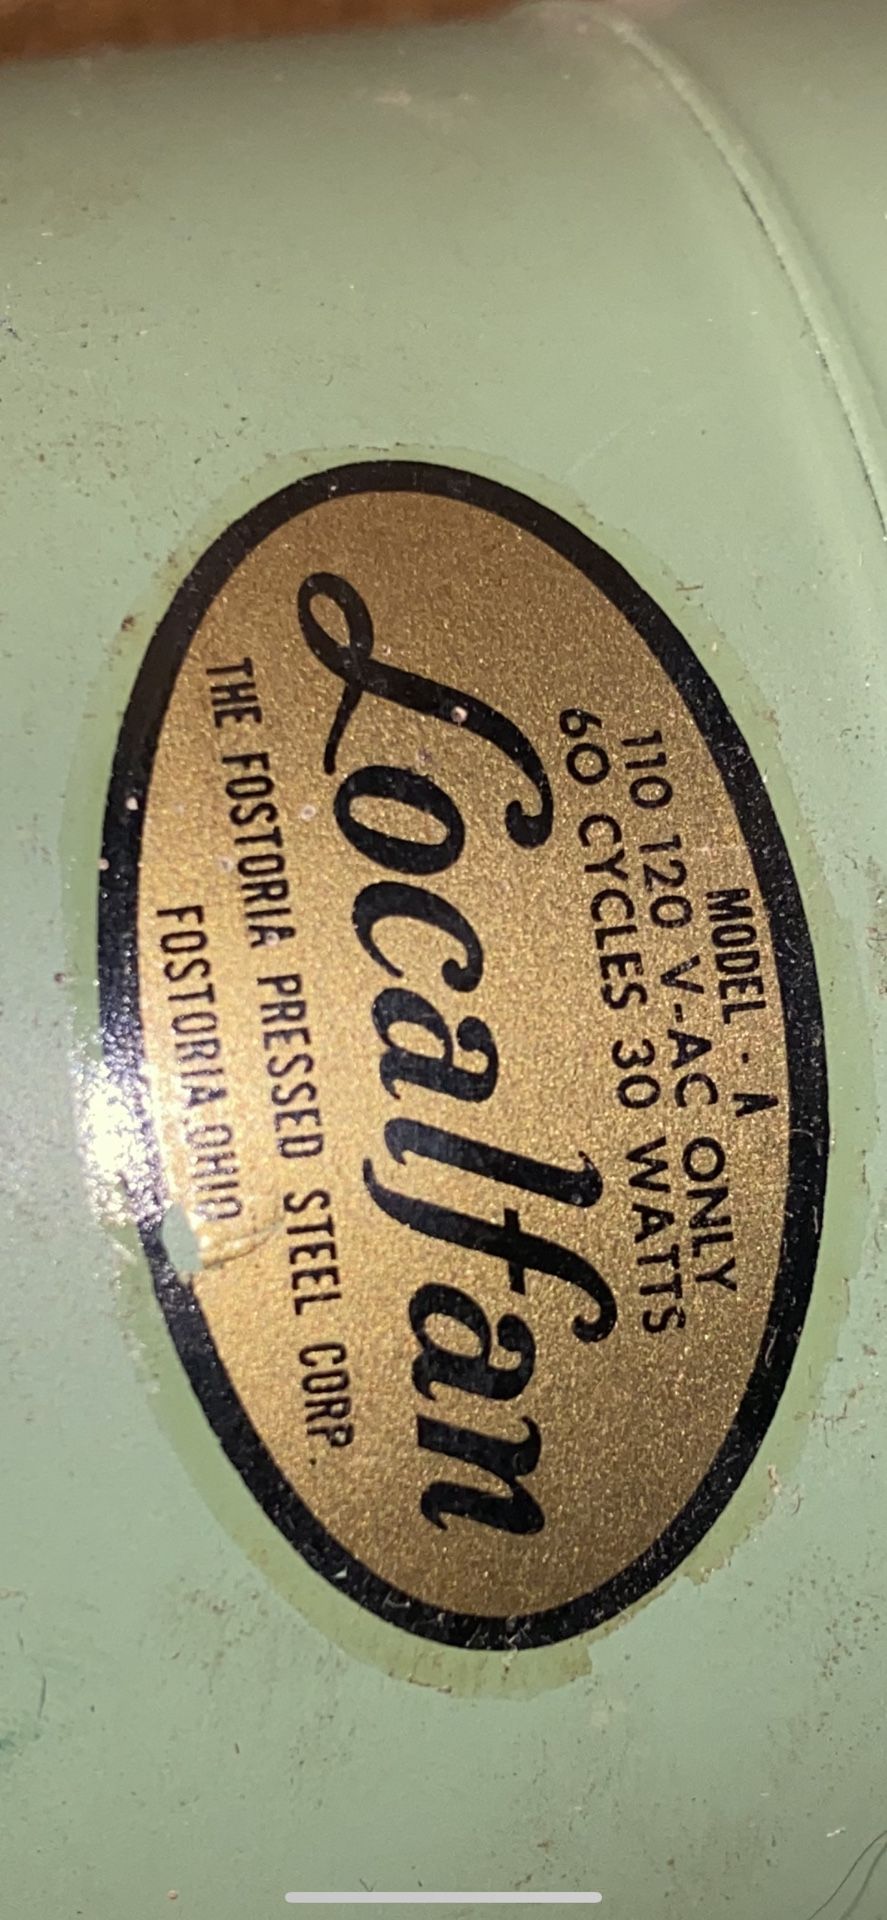 MODEL - A
110 120 V-AC ONLY
60 CYCLES 30 WATTS
Localfan
THE FOSTORIA PRESSED STEEL CORP.
FOSTORIA, OHIO